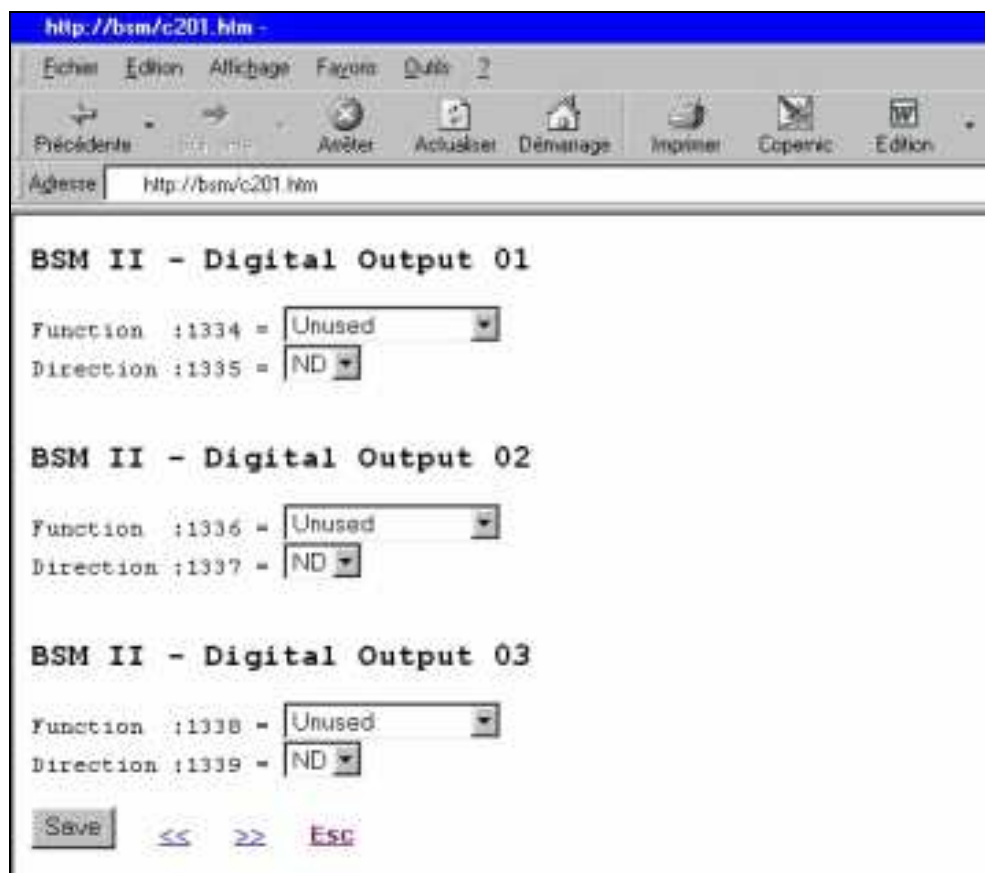 http://bsm/c201.htm -
Fichier Edition Affichage Favoris Outils ?
Précédente Arrêter Actualiser Démarrage Imprimer Copernic Edition
Adresse http://bsm/c201.htm
BSM II - Digital Output 01
Function :1334 = Unused
Direction :1335 = ND
BSM II - Digital Output 02
Function :1336 = Unused
Direction :1337 = ND
BSM II - Digital Output 03
Function :1338 = Unused
Direction :1339 = ND
Save << >> Esc